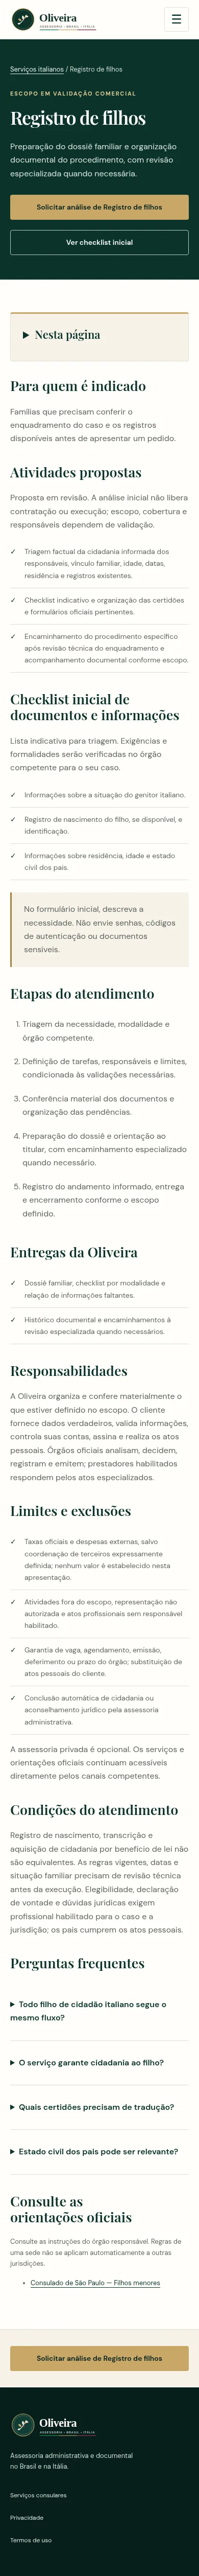 Oliveira
ASSESSORIA • BRASIL • ITÁLIA
☰
Serviços italianos / Registro de filhos
ESCOPO EM VALIDAÇÃO COMERCIAL
Registro de filhos
Preparação do dossiê familiar e organização
documental do procedimento, com revisão
especializada quando necessária.
Solicitar análise de Registro de filhos
Ver checklist inicial
▶ Nesta página
Para quem é indicado
Famílias que precisam conferir o
enquadramento do caso e os registros
disponíveis antes de apresentar um pedido.
Atividades propostas
Proposta em revisão. A análise inicial não libera
contratação ou execução; escopo, cobertura e
responsáveis dependem de validação.
✓ Triagem factual da cidadania informada dos
responsáveis, vínculo familiar, idade, datas,
residência e registros existentes.
✓ Checklist indicativo e organização das certidões
e formulários oficiais pertinentes.
✓ Encaminhamento do procedimento específico
após revisão técnica do enquadramento e
acompanhamento documental conforme escopo.
Checklist inicial de
documentos e informações
Lista indicativa para triagem. Exigências e
formalidades serão verificadas no órgão
competente para o seu caso.
✓ Informações sobre a situação do genitor italiano.
✓ Registro de nascimento do filho, se disponível, e
identificação.
✓ Informações sobre residência, idade e estado
civil dos pais.
No formulário inicial, descreva a
necessidade. Não envie senhas, códigos
de autenticação ou documentos
sensíveis.
Etapas do atendimento
1. Triagem da necessidade, modalidade e
órgão competente.
2. Definição de tarefas, responsáveis e limites,
condicionada às validações necessárias.
3. Conferência material dos documentos e
organização das pendências.
4. Preparação do dossiê e orientação ao
titular, com encaminhamento especializado
quando necessário.
5. Registro do andamento informado, entrega
e encerramento conforme o escopo
definido.
Entregas da Oliveira
✓ Dossiê familiar, checklist por modalidade e
relação de informações faltantes.
✓ Histórico documental e encaminhamentos à
revisão especializada quando necessários.
Responsabilidades
A Oliveira organiza e confere materialmente o
que estiver definido no escopo. O cliente
fornece dados verdadeiros, valida informações,
controla suas contas, assina e realiza os atos
pessoais. Órgãos oficiais analisam, decidem,
registram e emitem; prestadores habilitados
respondem pelos atos especializados.
Limites e exclusões
✓ Taxas oficiais e despesas externas, salvo
coordenação de terceiros expressamente
definida; nenhum valor é estabelecido nesta
apresentação.
✓ Atividades fora do escopo, representação não
autorizada e atos profissionais sem responsável
habilitado.
✓ Garantia de vaga, agendamento, emissão,
deferimento ou prazo do órgão; substituição de
atos pessoais do cliente.
✓ Conclusão automática de cidadania ou
aconselhamento jurídico pela assessoria
administrativa.
A assessoria privada é opcional. Os serviços e
orientações oficiais continuam acessíveis
diretamente pelos canais competentes.
Condições do atendimento
Registro de nascimento, transcrição e
aquisição de cidadania por benefício de lei não
são equivalentes. As regras vigentes, datas e
situação familiar precisam de revisão técnica
antes da execução. Elegibilidade, declaração
de vontade e dúvidas jurídicas exigem
profissional habilitado para o caso e a
jurisdição; os pais cumprem os atos pessoais.
Perguntas frequentes
▶ Todo filho de cidadão italiano segue o
mesmo fluxo?
▶ O serviço garante cidadania ao filho?
▶ Quais certidões precisam de tradução?
▶ Estado civil dos pais pode ser relevante?
Consulte as
orientações oficiais
Consulte as instruções do órgão responsável. Regras de
uma sede não se aplicam automaticamente a outras
jurisdições.
• Consulado de São Paulo — Filhos menores
Solicitar análise de Registro de filhos
Oliveira
ASSESSORIA • BRASIL • ITÁLIA
Assessoria administrativa e documental
no Brasil e na Itália.
Serviços consulares
Privacidade
Termos de uso